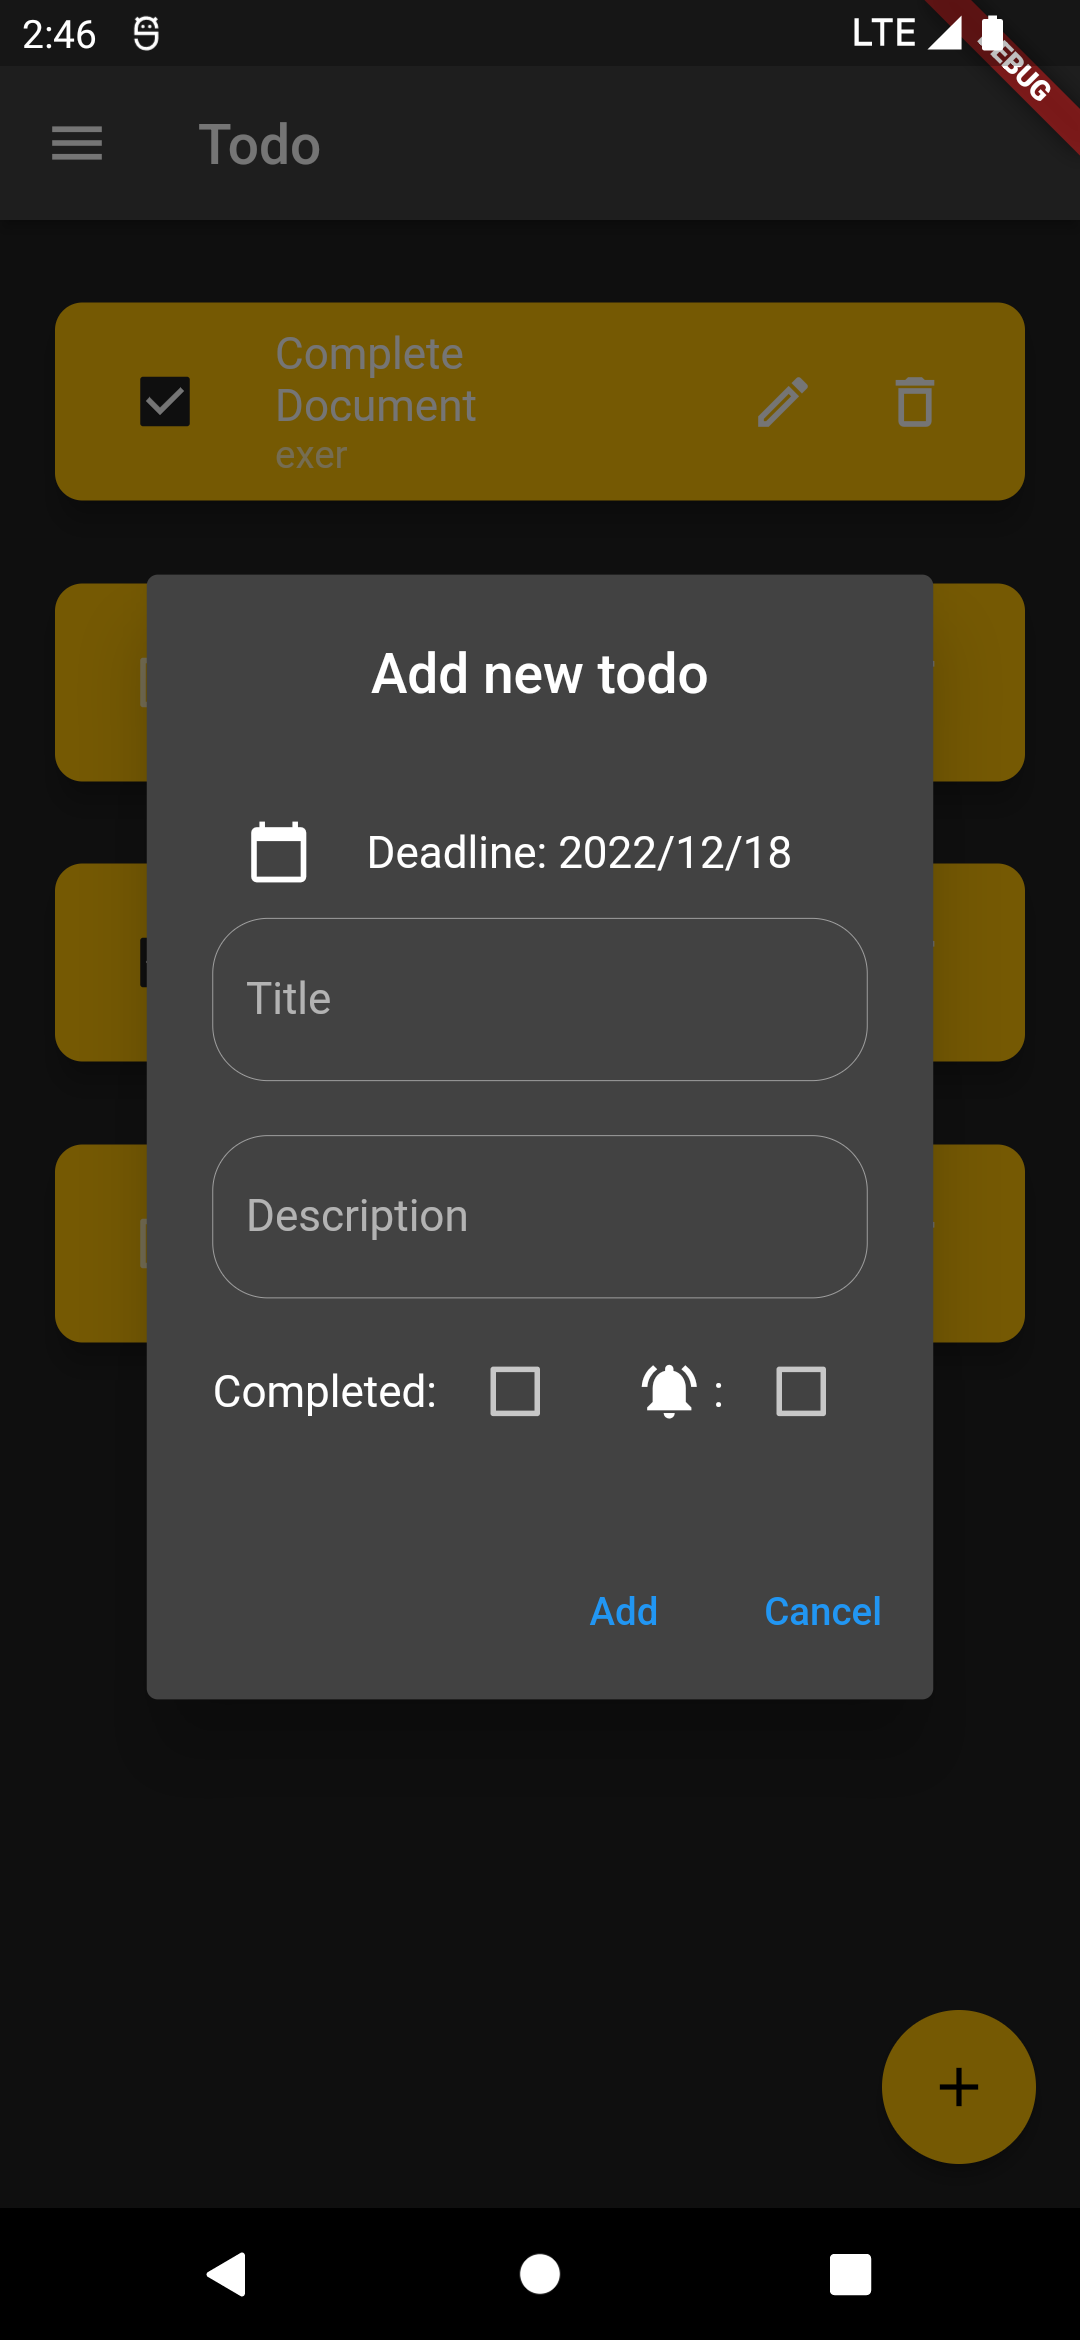 2:46
LTE
DEBUG
Todo
Complete
Document
exer
Add new todo
Deadline: 2022/12/18
Title
Description
Completed:
:
Add
Cancel